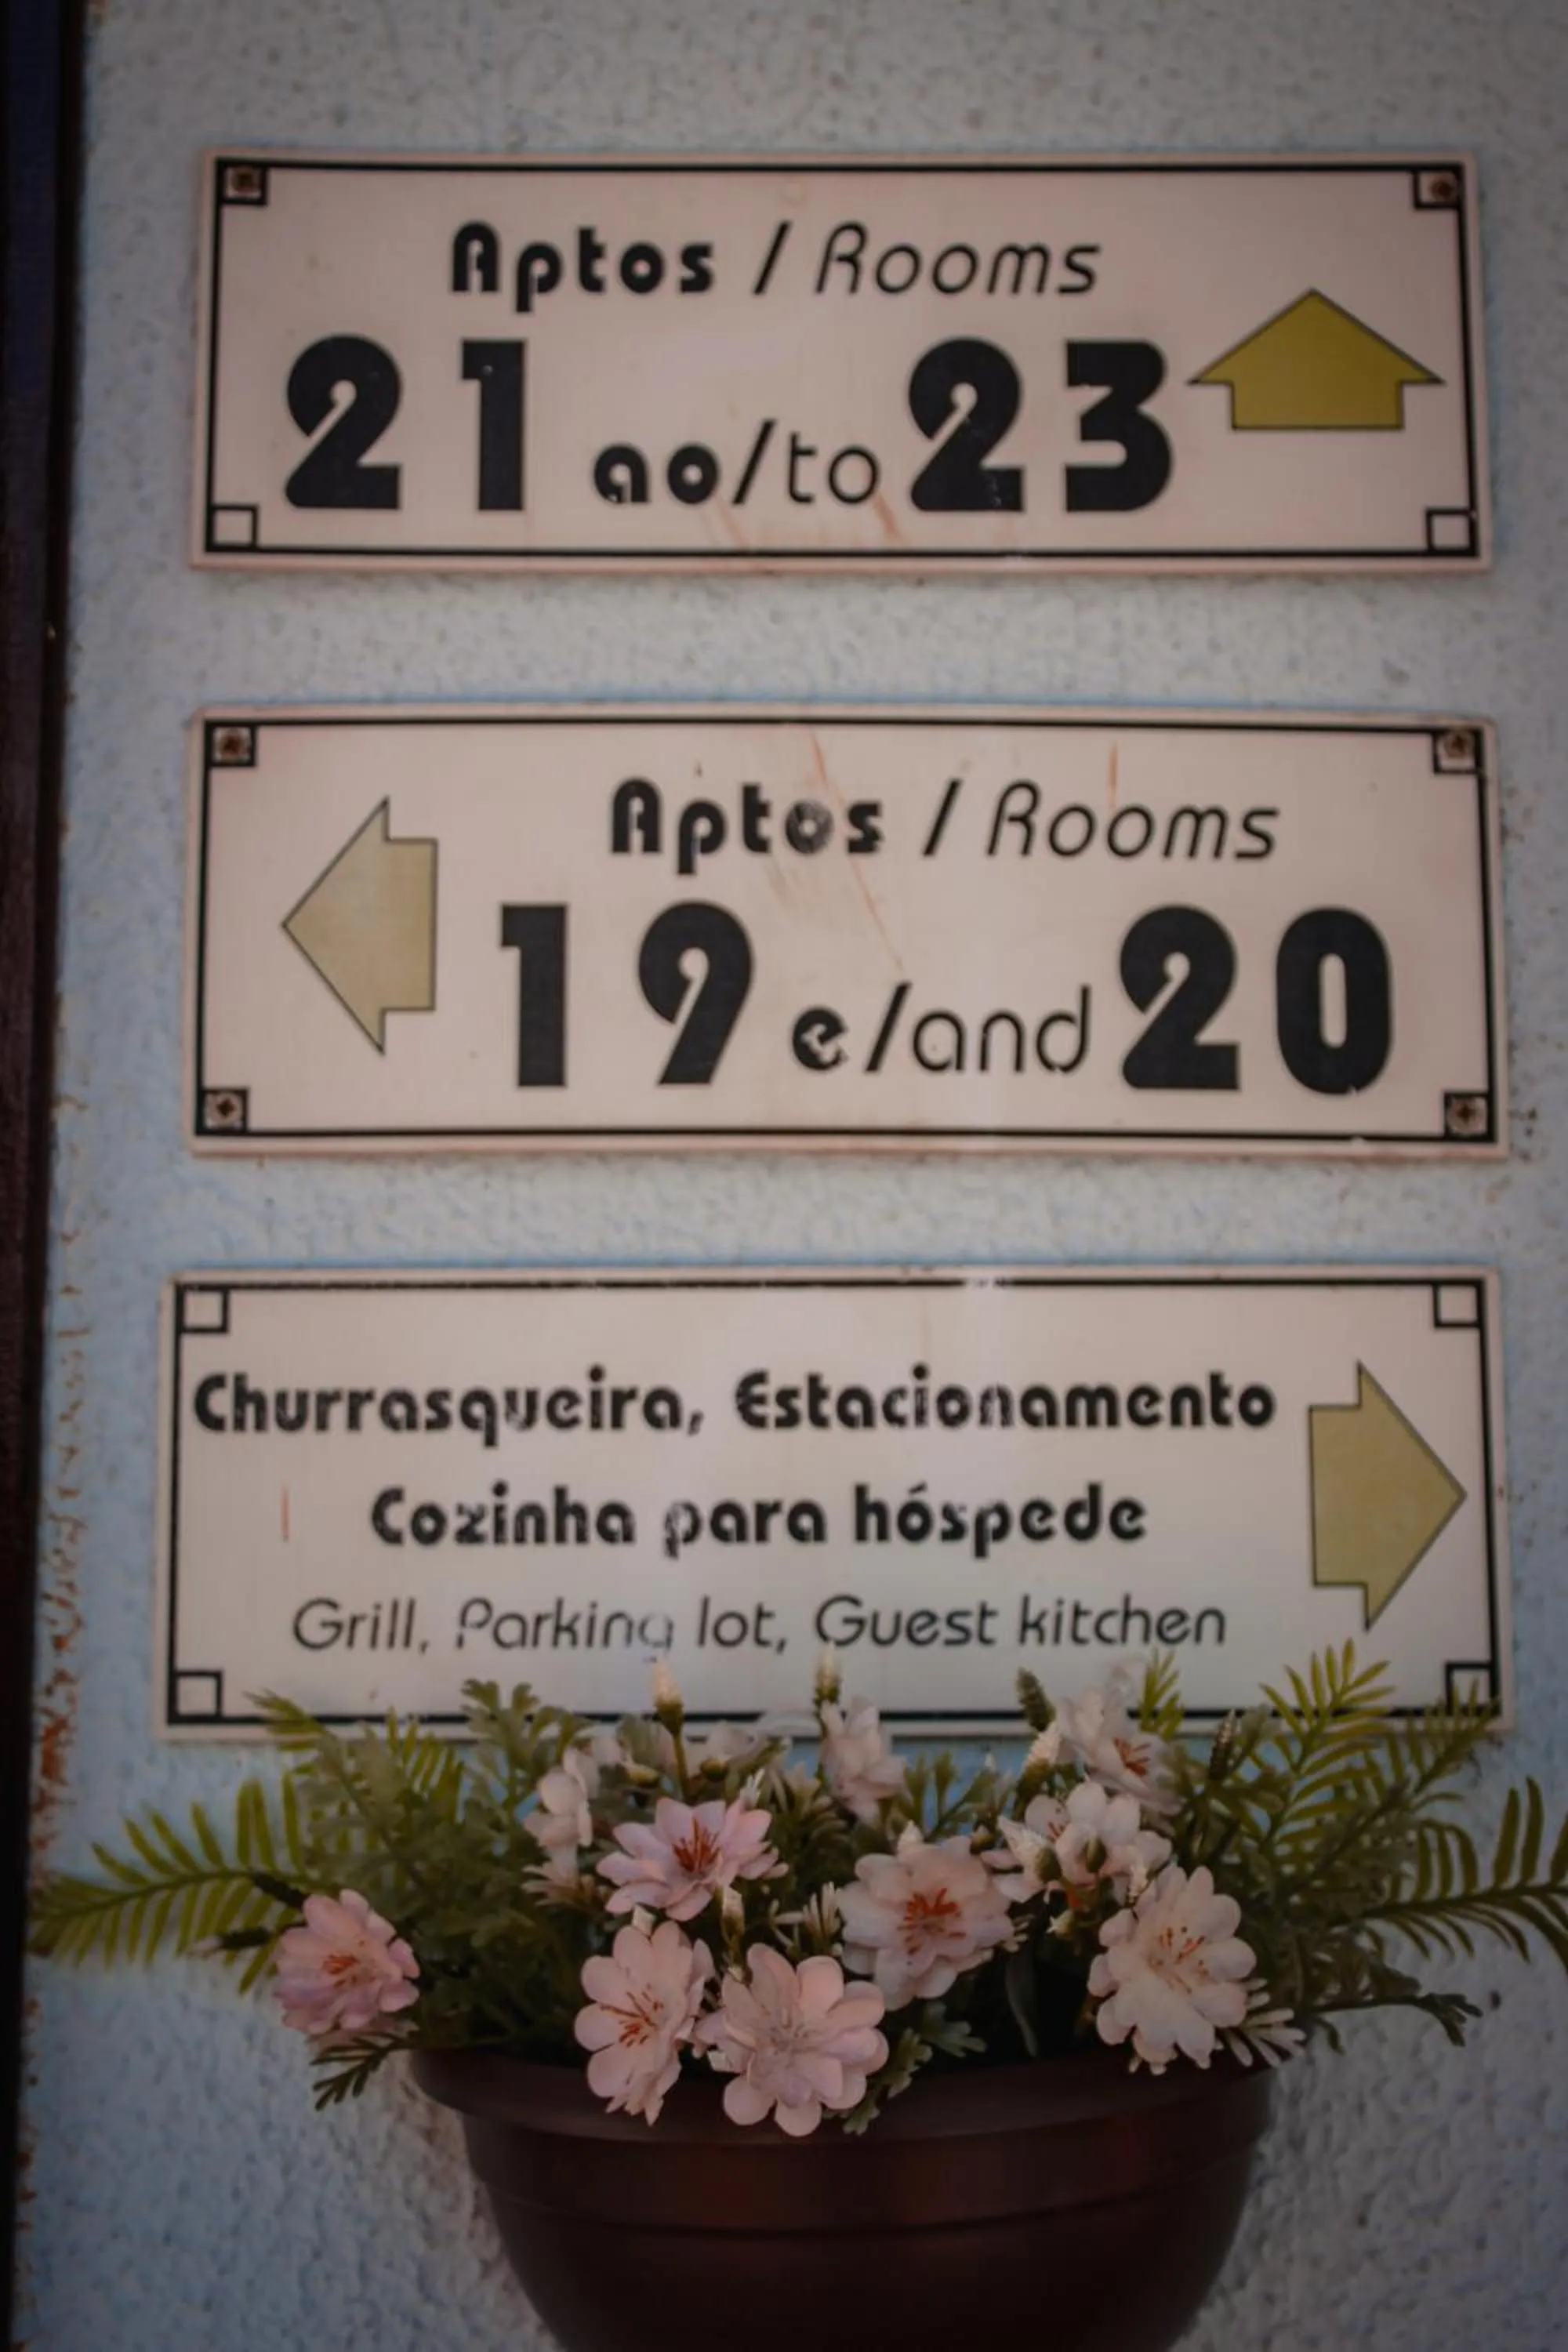 Aptos / Rooms
21 ao/to 23
Aptos / Rooms
19 e/and 20
Churrasqueira, Estacionamento
Cozinha para hóspede
Grill, Parking lot, Guest kitchen